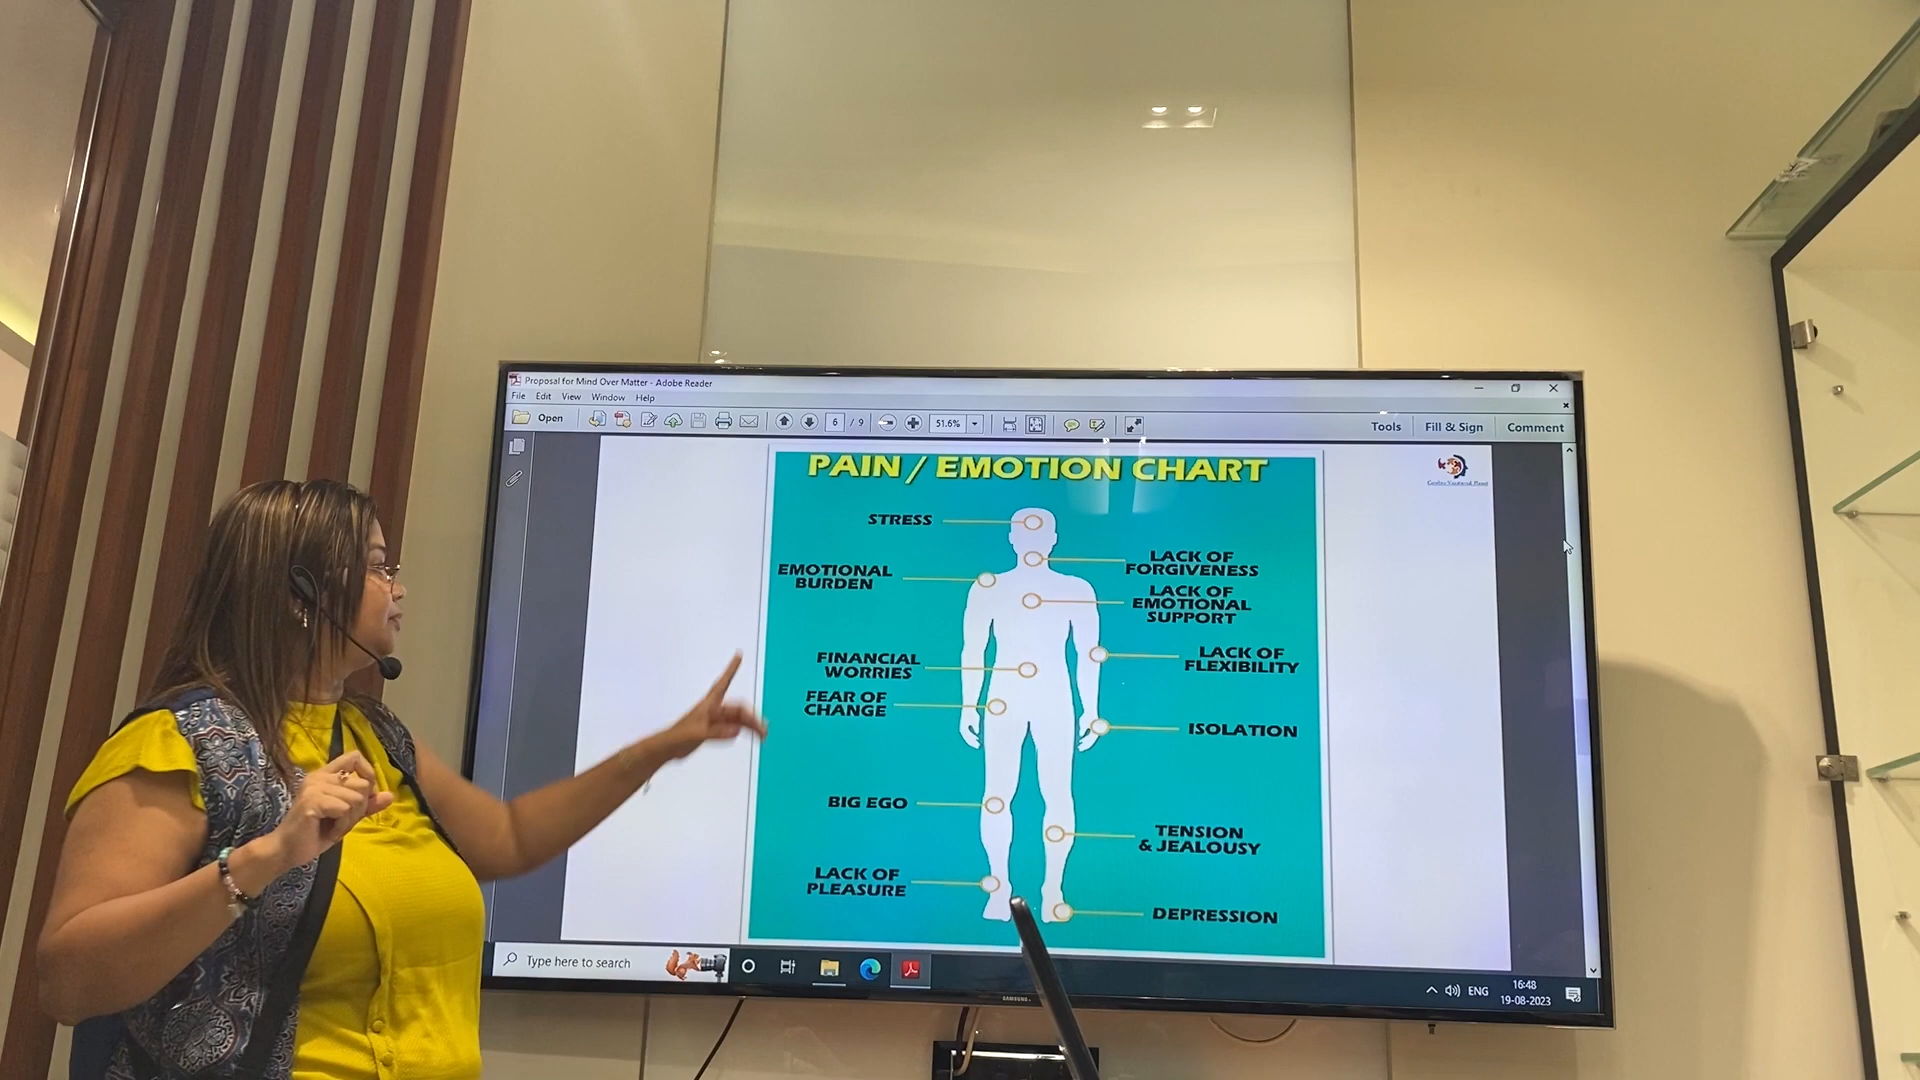 Proposal for Mind Over Matter - Adobe Reader
File Edit View Window Help
Open 6 / 9 51.6% Tools Fill & Sign Comment
PAIN / EMOTION CHART
STRESS
LACK OF
FORGIVENESS
EMOTIONAL
BURDEN
LACK OF
EMOTIONAL
SUPPORT
FINANCIAL
WORRIES
LACK OF
FLEXIBILITY
FEAR OF
CHANGE
ISOLATION
BIG EGO
TENSION
& JEALOUSY
LACK OF
PLEASURE
DEPRESSION
Type here to search
ENG
16:48
19-08-2023
SAMSUNG